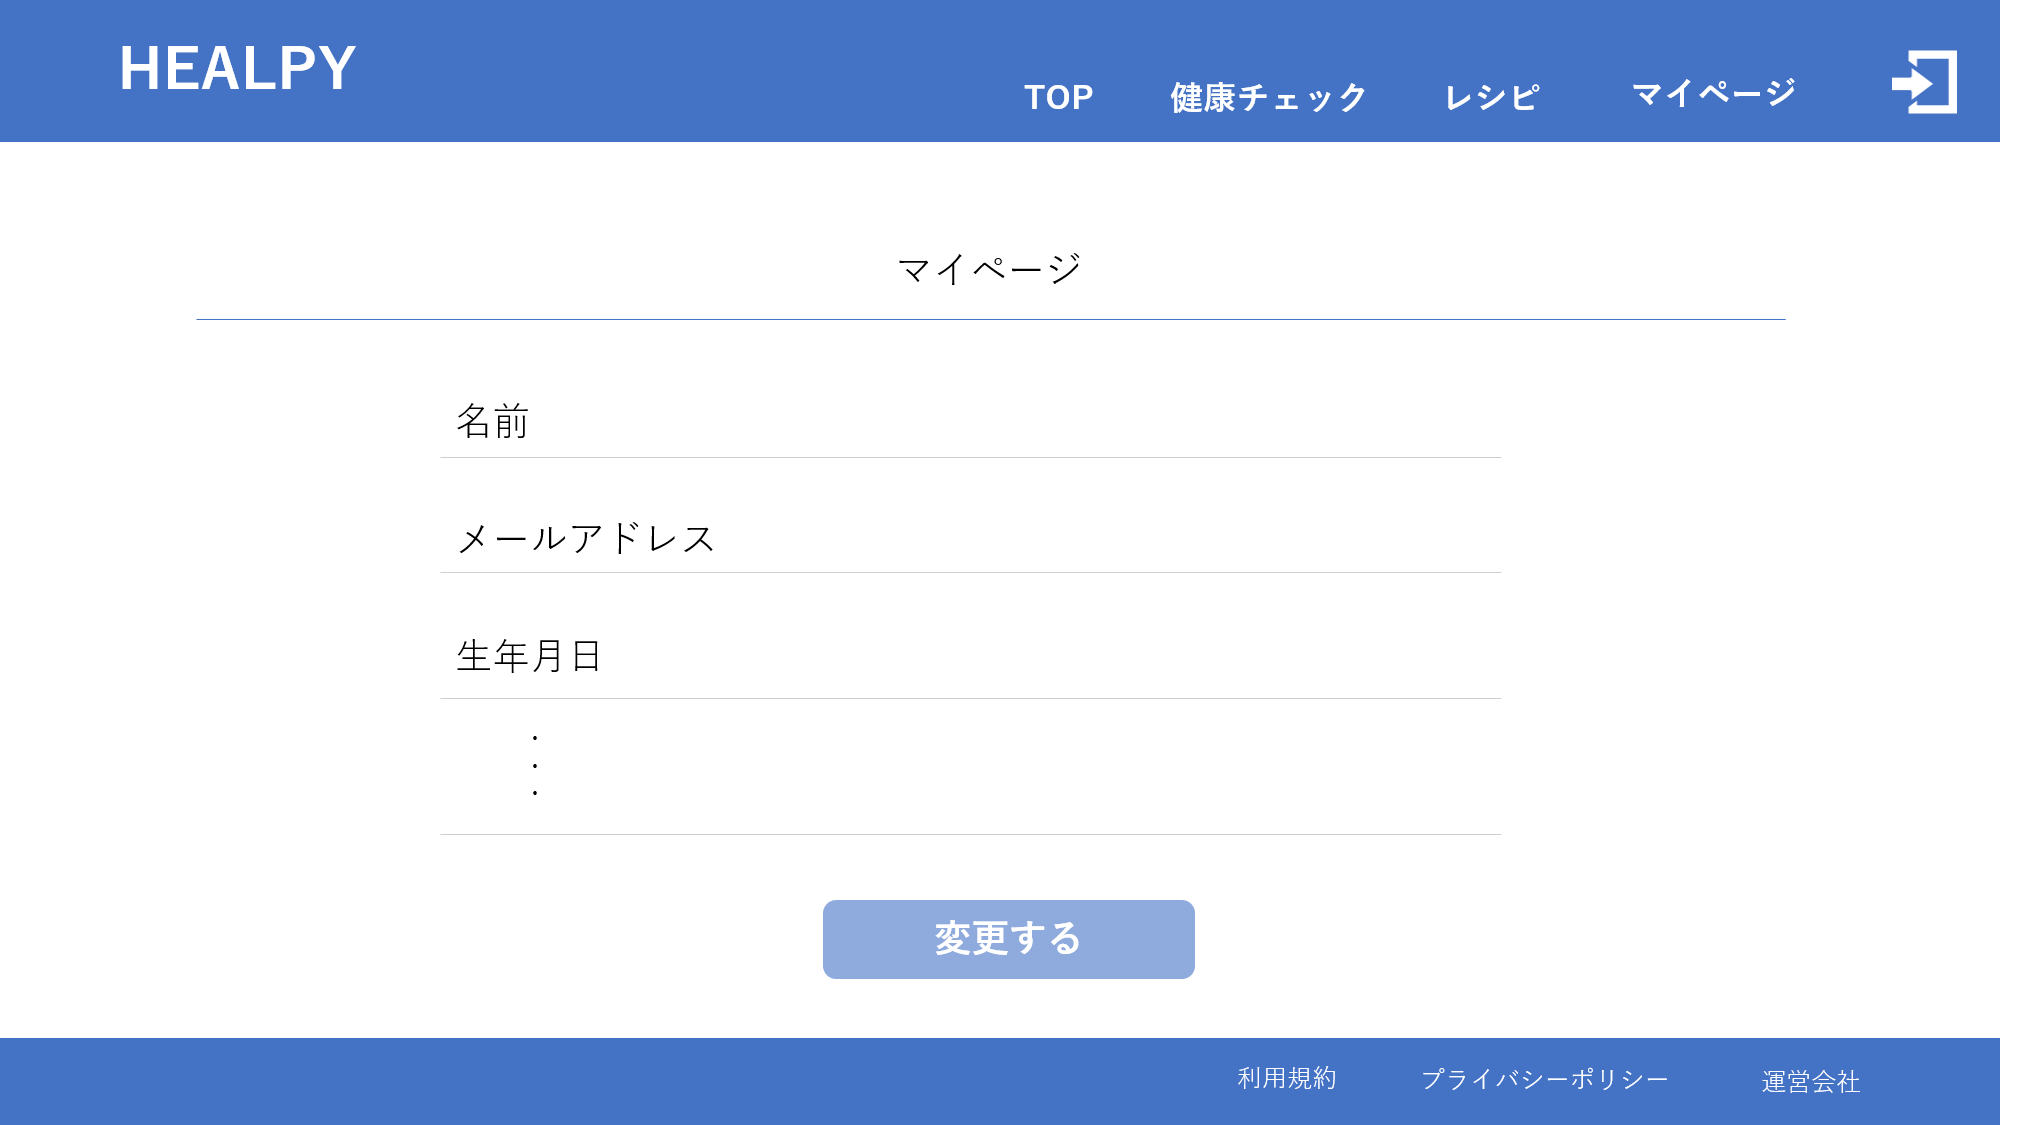 HEALPY
TOP
健康チェック
レシピ
マイページ
マイページ
名前
メールアドレス
生年月日
・
・
・
変更する
利用規約
プライバシーポリシー
運営会社